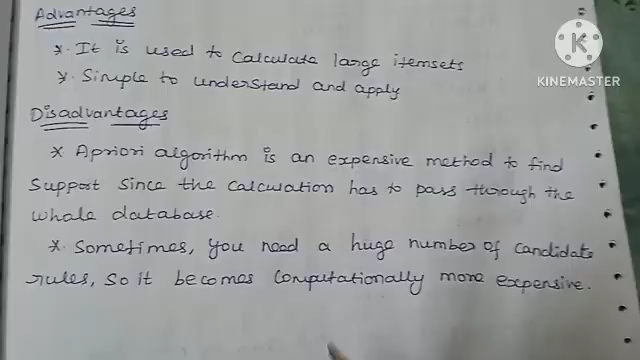 Advantages
* It is used to calculate large itemsets
* Simple to understand and apply
Disadvantages
* Apriori algorithm is an expensive method to find
support since the calculation has to pass through the
whole database.
* Sometimes, you need a huge number of candidate
rules, so it becomes computationally more expensive.
KINEMASTER